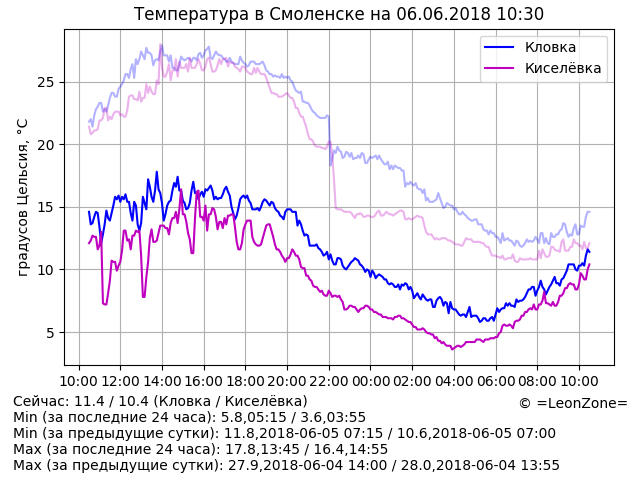 Температура в Смоленске на 06.06.2018 10:30
Кловка
Киселёвка
градусов Цельсия, °C
25
20
15
10
5
10:00 12:00 14:00 16:00 18:00 20:00 22:00 00:00 02:00 04:00 06:00 08:00 10:00
Сейчас: 11.4 / 10.4 (Кловка / Киселёвка)
© =LeonZone=
Min (за последние 24 часа): 5.8,05:15 / 3.6,03:55
Min (за предыдущие сутки): 11.8,2018-06-05 07:15 / 10.6,2018-06-05 07:00
Max (за последние 24 часа): 17.8,13:45 / 16.4,14:55
Max (за предыдущие сутки): 27.9,2018-06-04 14:00 / 28.0,2018-06-04 13:55